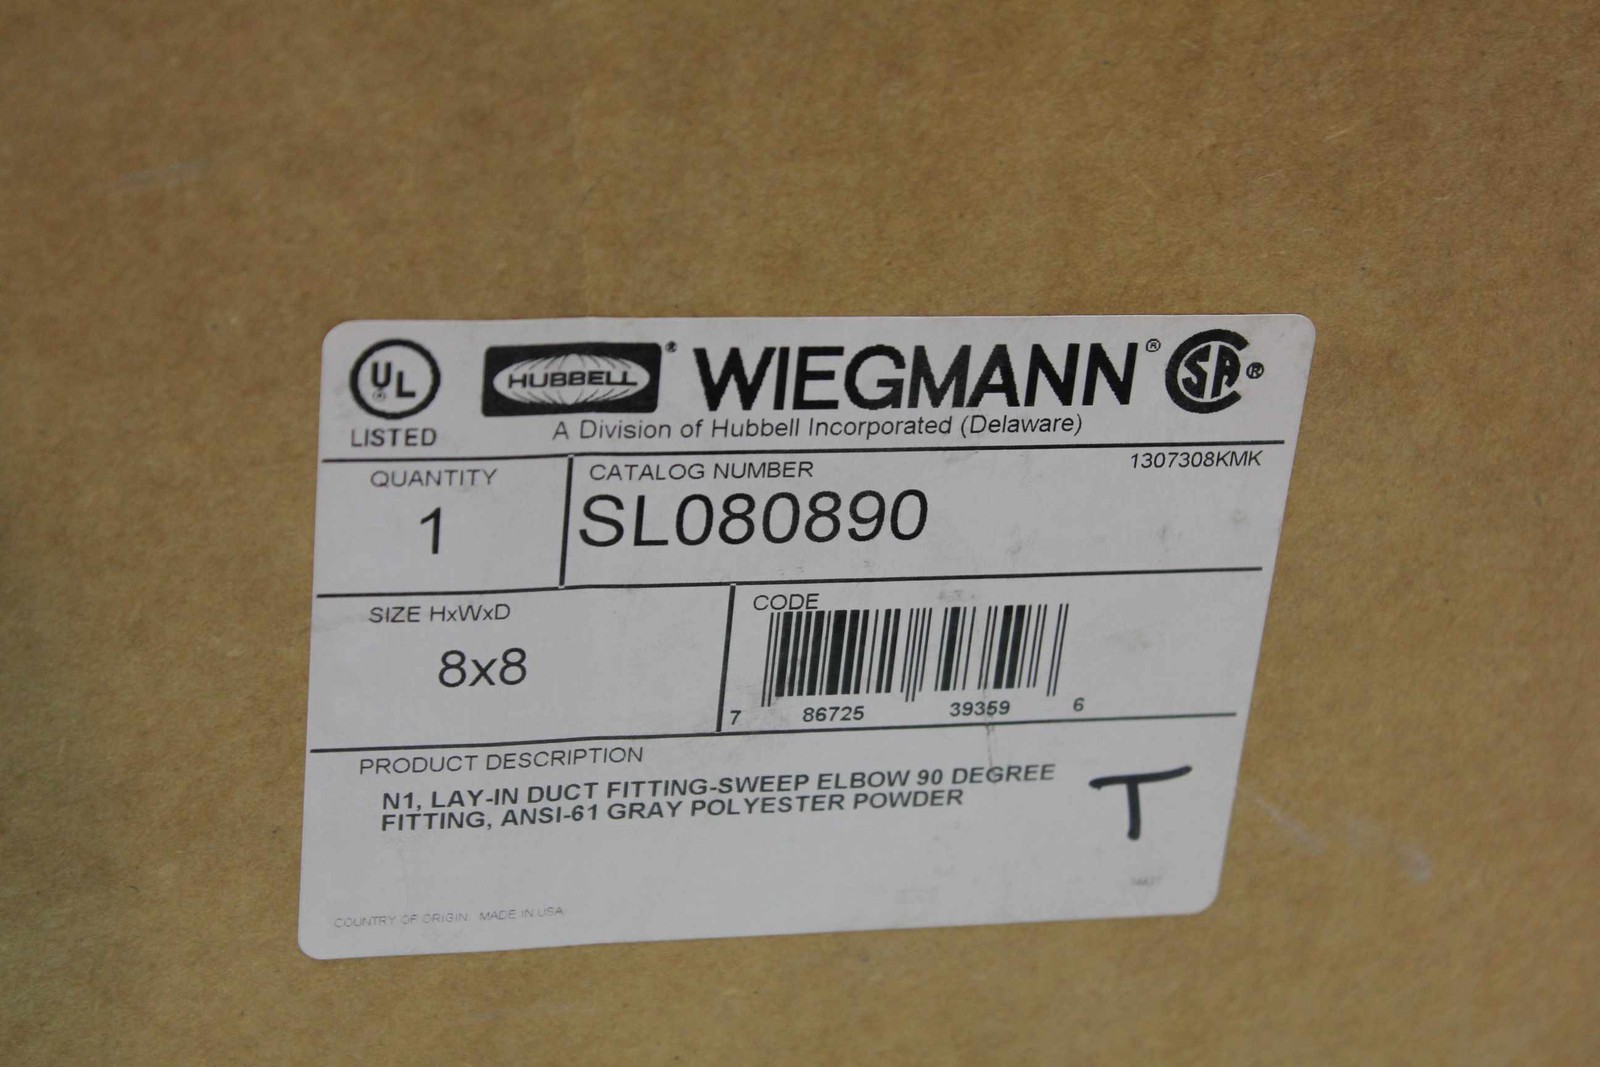 UL ®
LISTED
HUBBELL ® WIEGMANN ® SA ®
A Division of Hubbell Incorporated (Delaware)
QUANTITY
1
CATALOG NUMBER
1307308KMK
SL080890
SIZE HxWxD
8x8
CODE
7 86725 39359 6
PRODUCT DESCRIPTION
N1, LAY-IN DUCT FITTING-SWEEP ELBOW 90 DEGREE
FITTING, ANSI-61 GRAY POLYESTER POWDER
T
COUNTRY OF ORIGIN: MADE IN USA